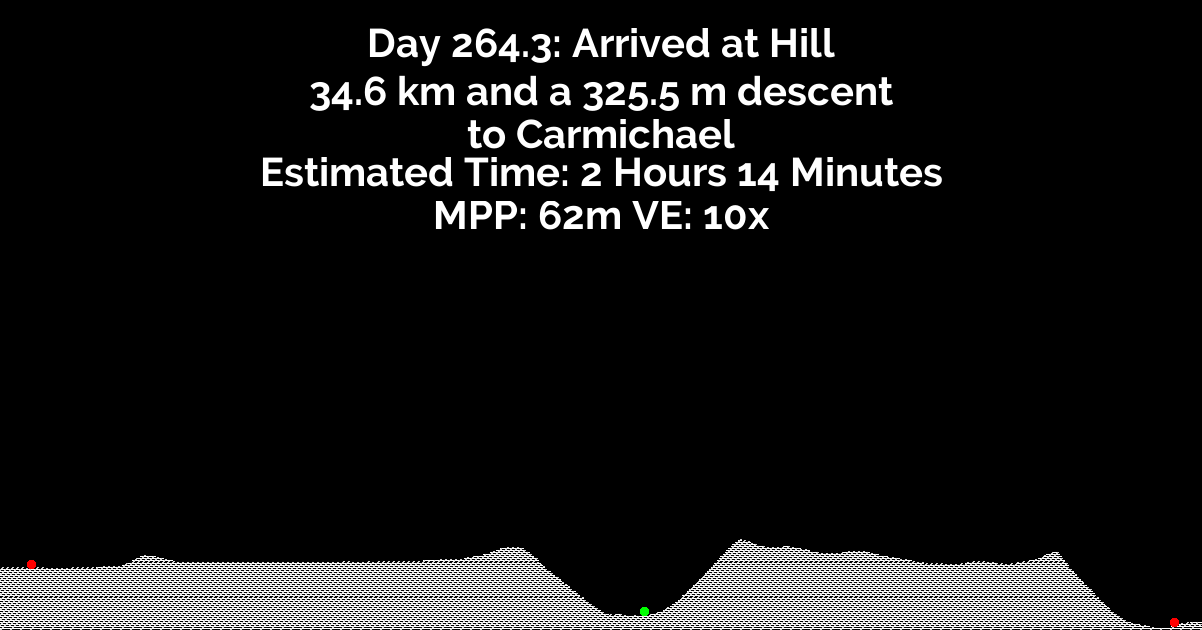 Day 264.3: Arrived at Hill
34.6 km and a 325.5 m descent
to Carmichael
Estimated Time: 2 Hours 14 Minutes
MPP: 62m VE: 10x